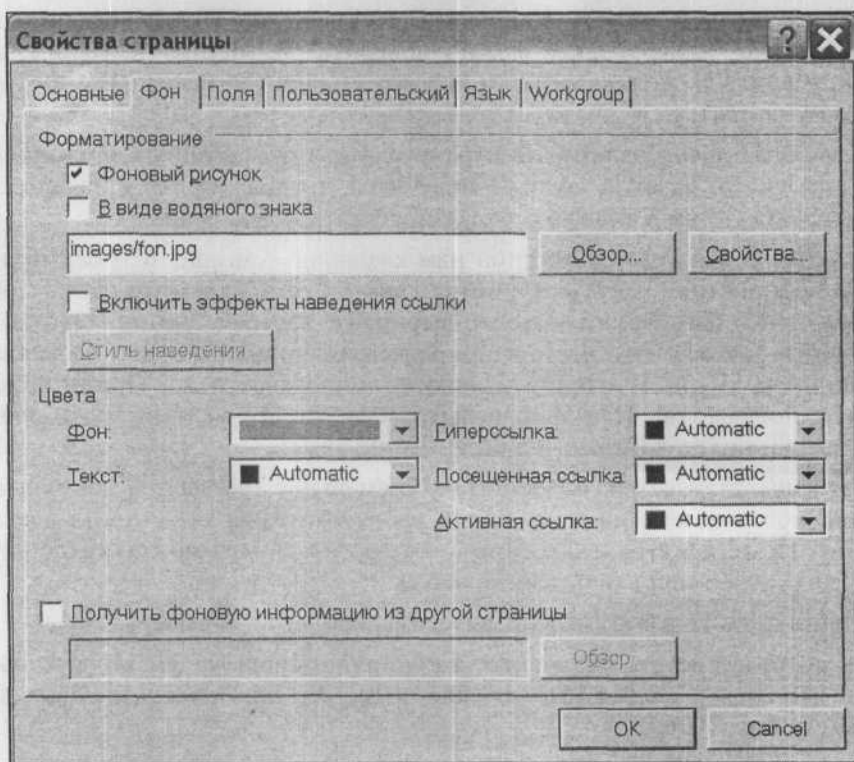 Свойства страницы
Основные Фон Поля Пользовательский Язык Workgroup
Форматирование
Фоновый рисунок
В виде водяного знака
images/fon.jpg Обзор... Свойства...
Включить эффекты наведения ссылки
Стиль наведения...
Цвета
Фон: Гиперссылка: Automatic
Текст: Automatic Посещенная ссылка: Automatic
Активная ссылка: Automatic
Получить фоновую информацию из другой страницы
Обзор...
OK Cancel